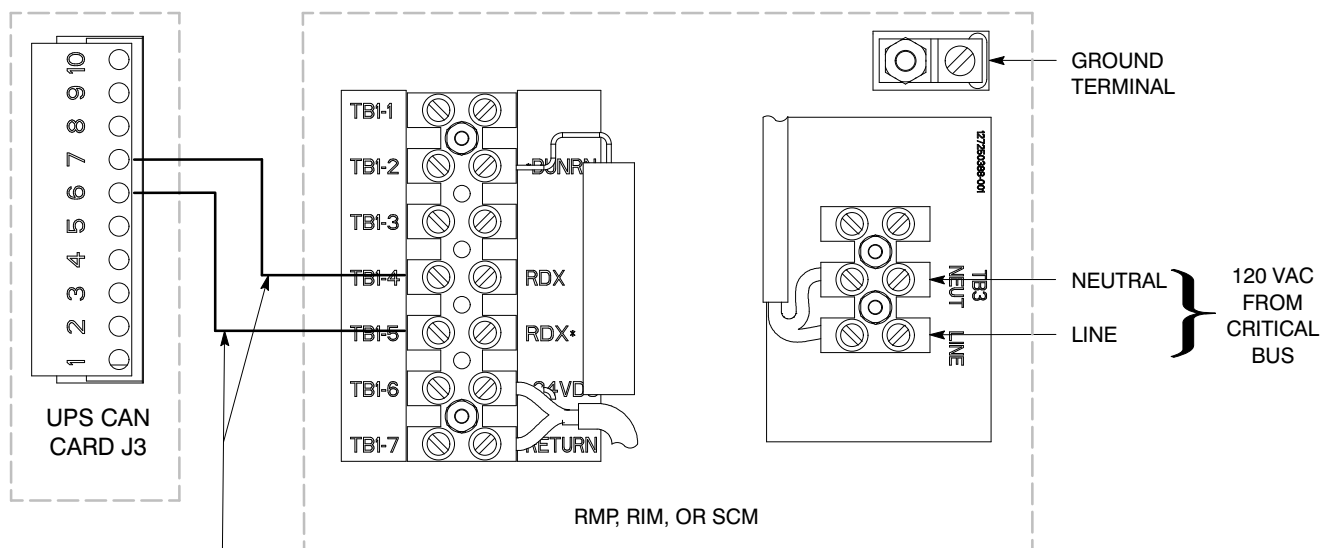 10
9
8
7
6
5
4
3
2
1
UPS CAN
CARD J3
TB1-1
TB1-2
TB1-3
TB1-4
RDX
TB1-5
RDX*
TB1-6
TB1-7
RETURN
RMP, RIM, OR SCM
GROUND
TERMINAL
127250388-001
TB3
NEUT
LINE
NEUTRAL
LINE
120 VAC
FROM
CRITICAL
BUS